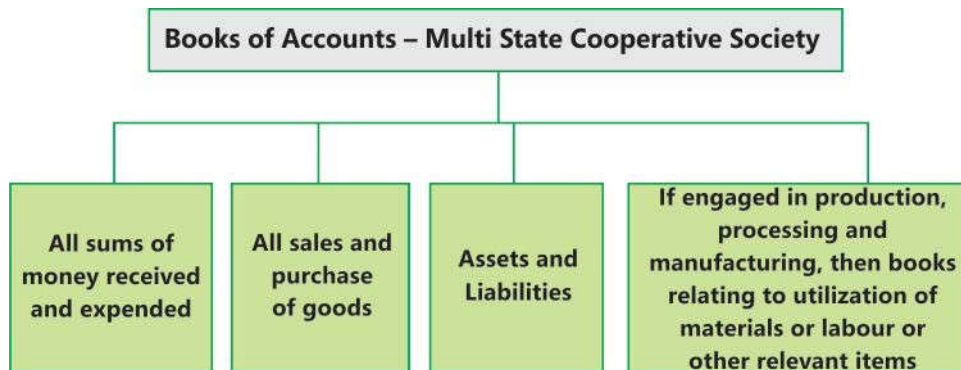 Books of Accounts – Multi State Cooperative Society
All sums of
money received
and expended
All sales and
purchase
of goods
Assets and
Liabilities
If engaged in production,
processing and
manufacturing, then books
relating to utilization of
materials or labour or
other relevant items